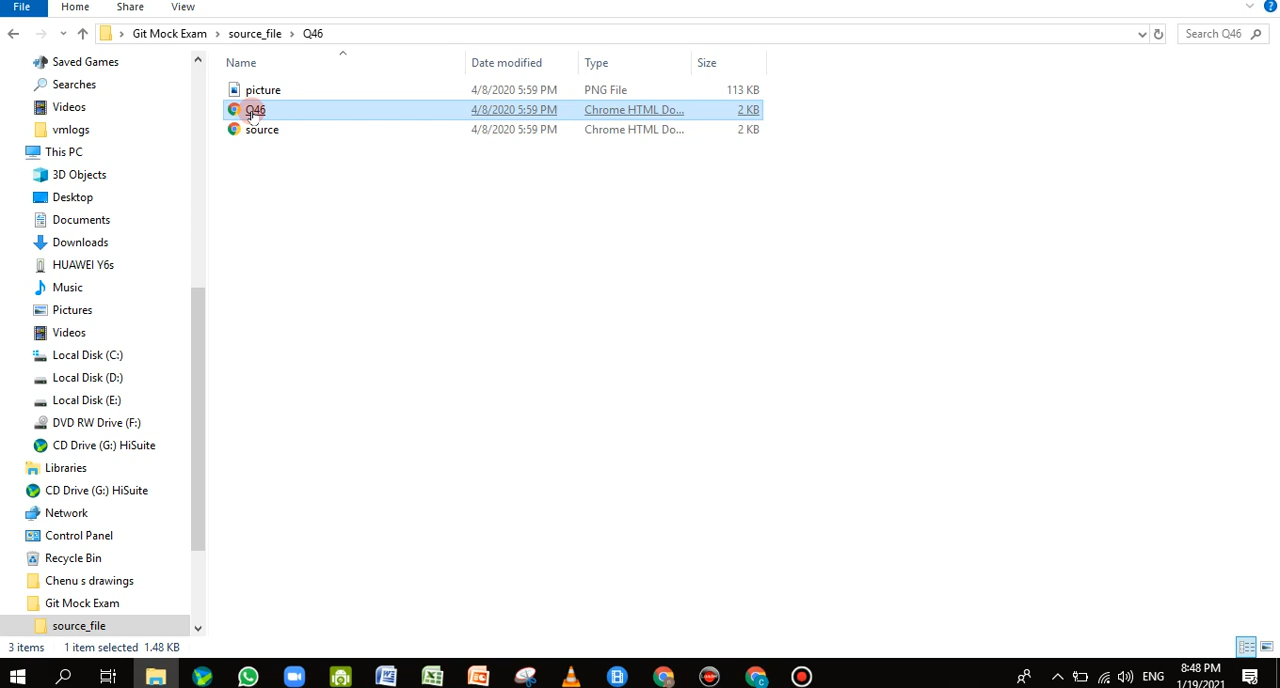 File Home Share View
Git Mock Exam source_file Q46 Search Q46
Name Date modified Type Size
picture 4/8/2020 5:59 PM PNG File 113 KB
Q46 4/8/2020 5:59 PM Chrome HTML Do... 2 KB
source 4/8/2020 5:59 PM Chrome HTML Do... 2 KB
Saved Games
Searches
Videos
vmlogs
This PC
3D Objects
Desktop
Documents
Downloads
HUAWEI Y6s
Music
Pictures
Videos
Local Disk (C:)
Local Disk (D:)
Local Disk (E:)
DVD RW Drive (F:)
CD Drive (G:) HiSuite
Libraries
CD Drive (G:) HiSuite
Network
Control Panel
Recycle Bin
Chenu s drawings
Git Mock Exam
source_file
3 items 1 item selected 1.48 KB
ENG 8:48 PM
1/19/2021